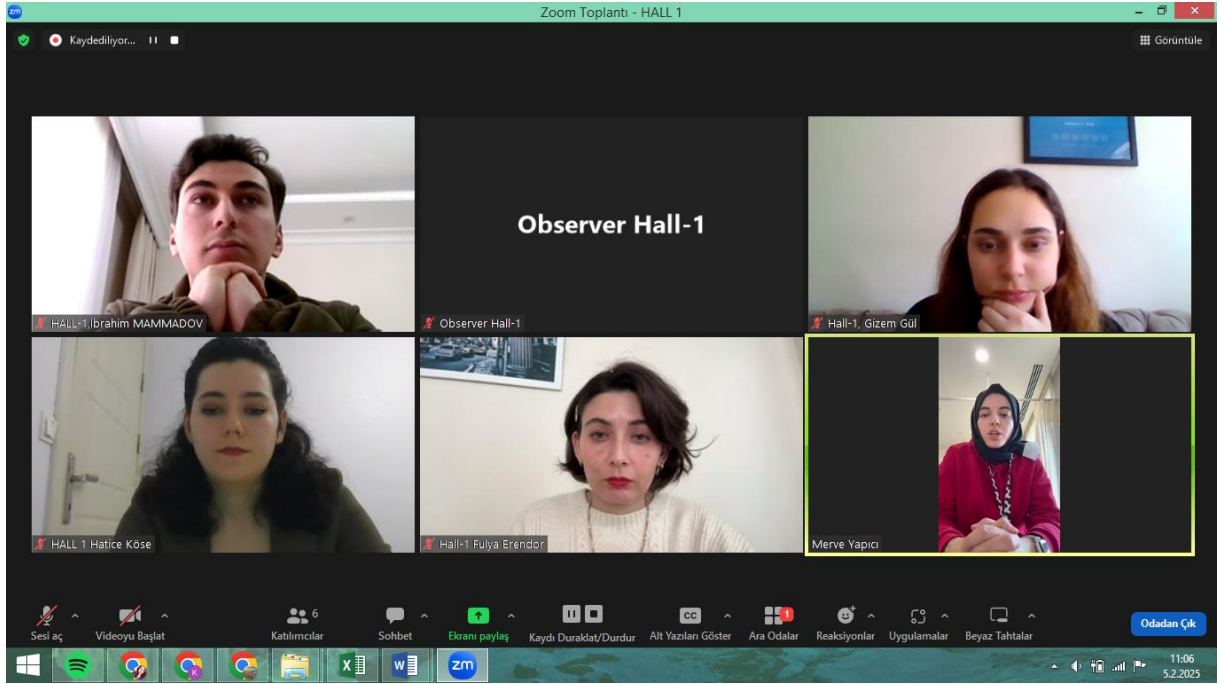 zm
Zoom Toplantı - HALL 1
Kaydediliyor...
Görüntüle
Observer Hall-1
HALL-1,İbrahim MAMMADOV
Observer Hall-1
Hall-1, Gizem Gül
HALL 1 Hatice Köse
Hall-1 Fulya Erendor
Merve Yapıcı
6
CC
1
Sesi aç
Videoyu Başlat
Katılımcılar
Sohbet
Ekranı paylaş
Kaydı Duraklat/Durdur
Alt Yazıları Göster
Ara Odalar
Reaksiyonlar
Uygulamalar
Beyaz Tahtalar
Odadan Çık
zm
11:06
5.2.2025